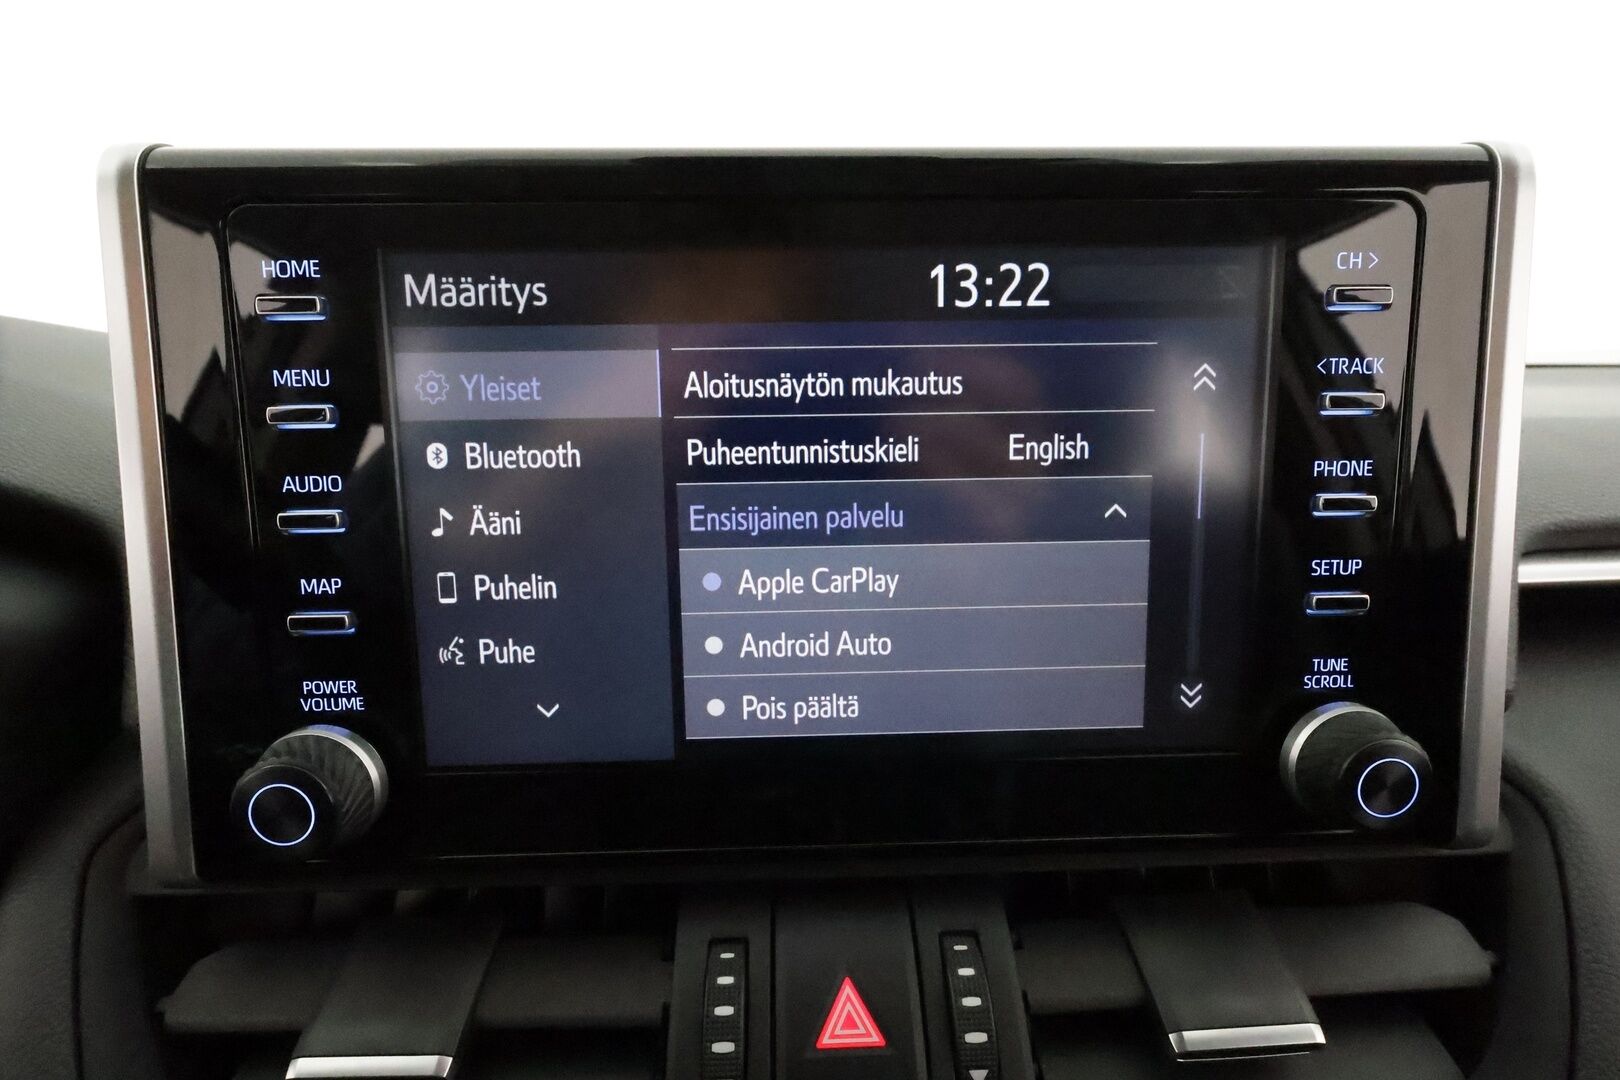 HOME
MENU
AUDIO
MAP
POWER
VOLUME
Määritys
13:22
Yleiset
Bluetooth
Ääni
Puhelin
Puhe
Aloitusnäytön mukautus
Puheentunnistuskieli English
Ensisijainen palvelu
Apple CarPlay
Android Auto
Pois päältä
CH >
< TRACK
PHONE
SETUP
TUNE
SCROLL